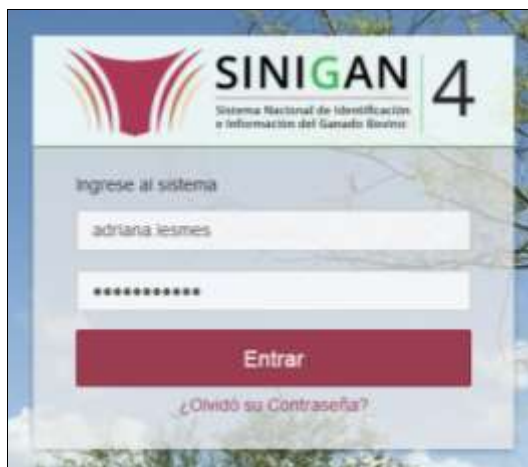 SINIGAN 4
Sistema Nacional de Identificación
e Información del Ganado Bovino
Ingrese al sistema
adriana lesmes
•••••••••••
Entrar
¿Olvidó su Contraseña?